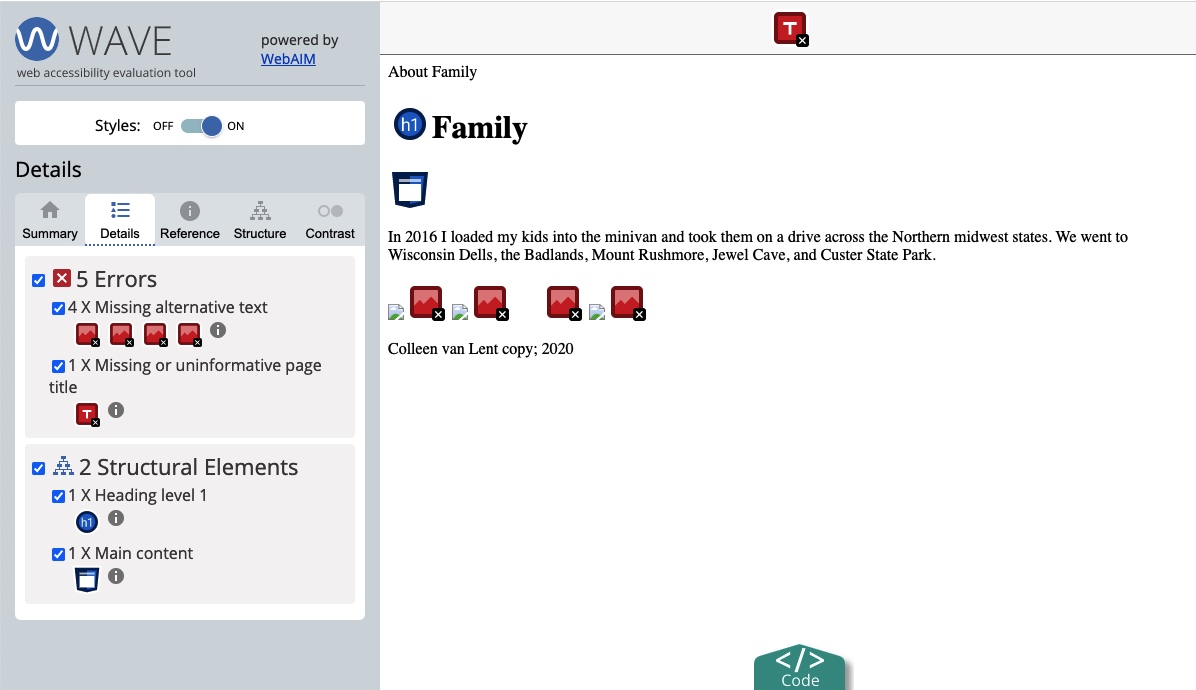 WAVE
powered by
WebAIM
web accessibility evaluation tool
Styles: OFF ON
Details
Summary Details Reference Structure Contrast
5 Errors
4 X Missing alternative text
1 X Missing or uninformative page
title
T
2 Structural Elements
1 X Heading level 1
h1
1 X Main content
T
About Family
h1 Family
In 2016 I loaded my kids into the minivan and took them on a drive across the Northern midwest states. We went to
Wisconsin Dells, the Badlands, Mount Rushmore, Jewel Cave, and Custer State Park.
Colleen van Lent copy; 2020
</>
Code